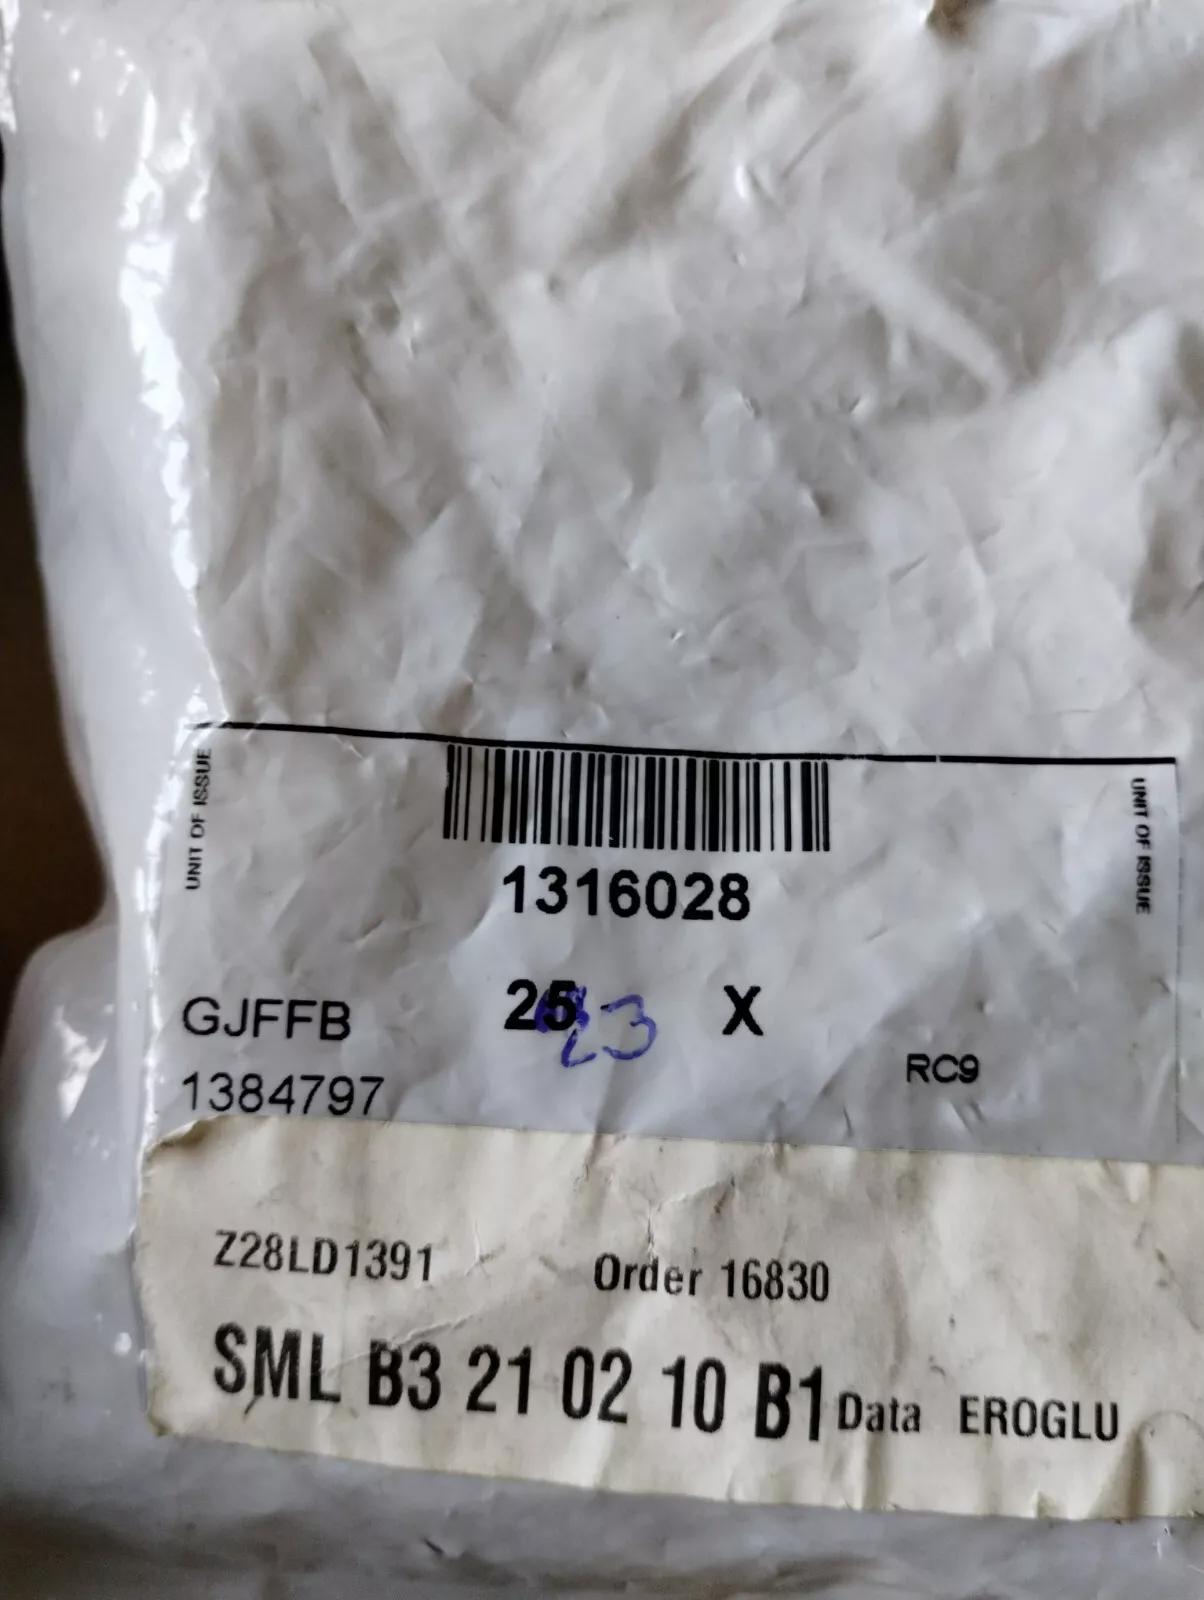 UNIT OF ISSUE
UNIT OF ISSUE
1316028
GJFFB 25 23 X
1384797 RC9
Z28LD1391 Order 16830
SML B3 21 02 10 B1 Data EROGLU